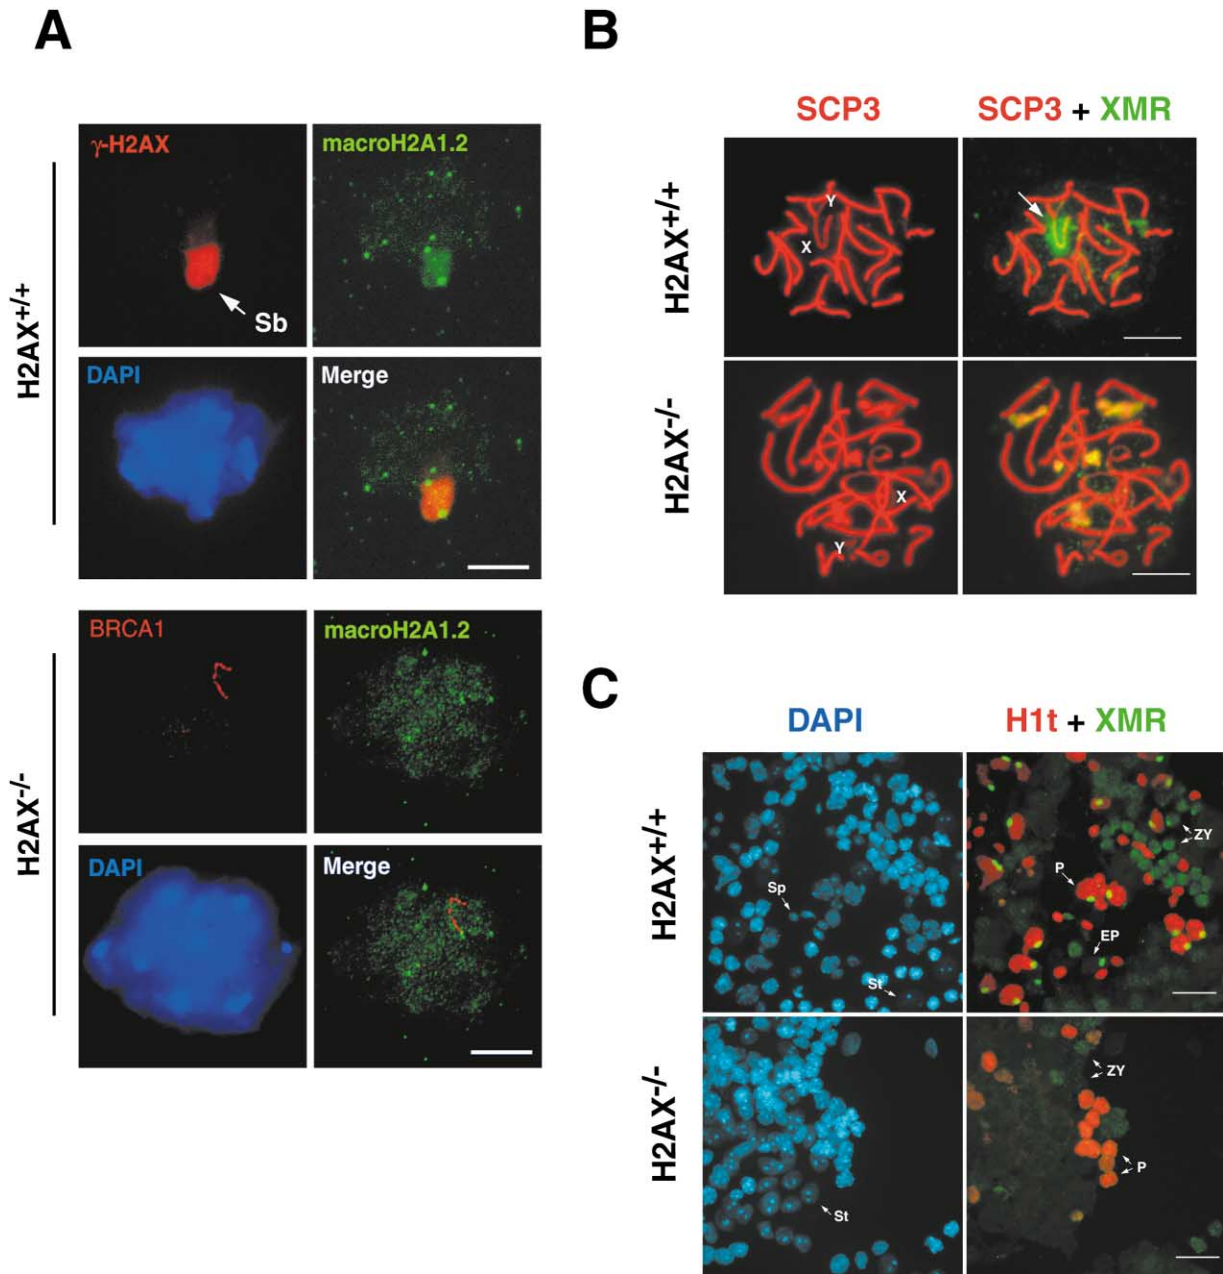 A
γ-H2AX
macroH2A1.2
Sb
H2AX+/+
DAPI
Merge
BRCA1
macroH2A1.2
H2AX-/-
DAPI
Merge
B
SCP3
SCP3 + XMR
H2AX+/+
Y
X
H2AX-/-
X
Y
C
DAPI
H1t + XMR
H2AX+/+
Sp
St
ZY
P
EP
H2AX-/-
St
ZY
P